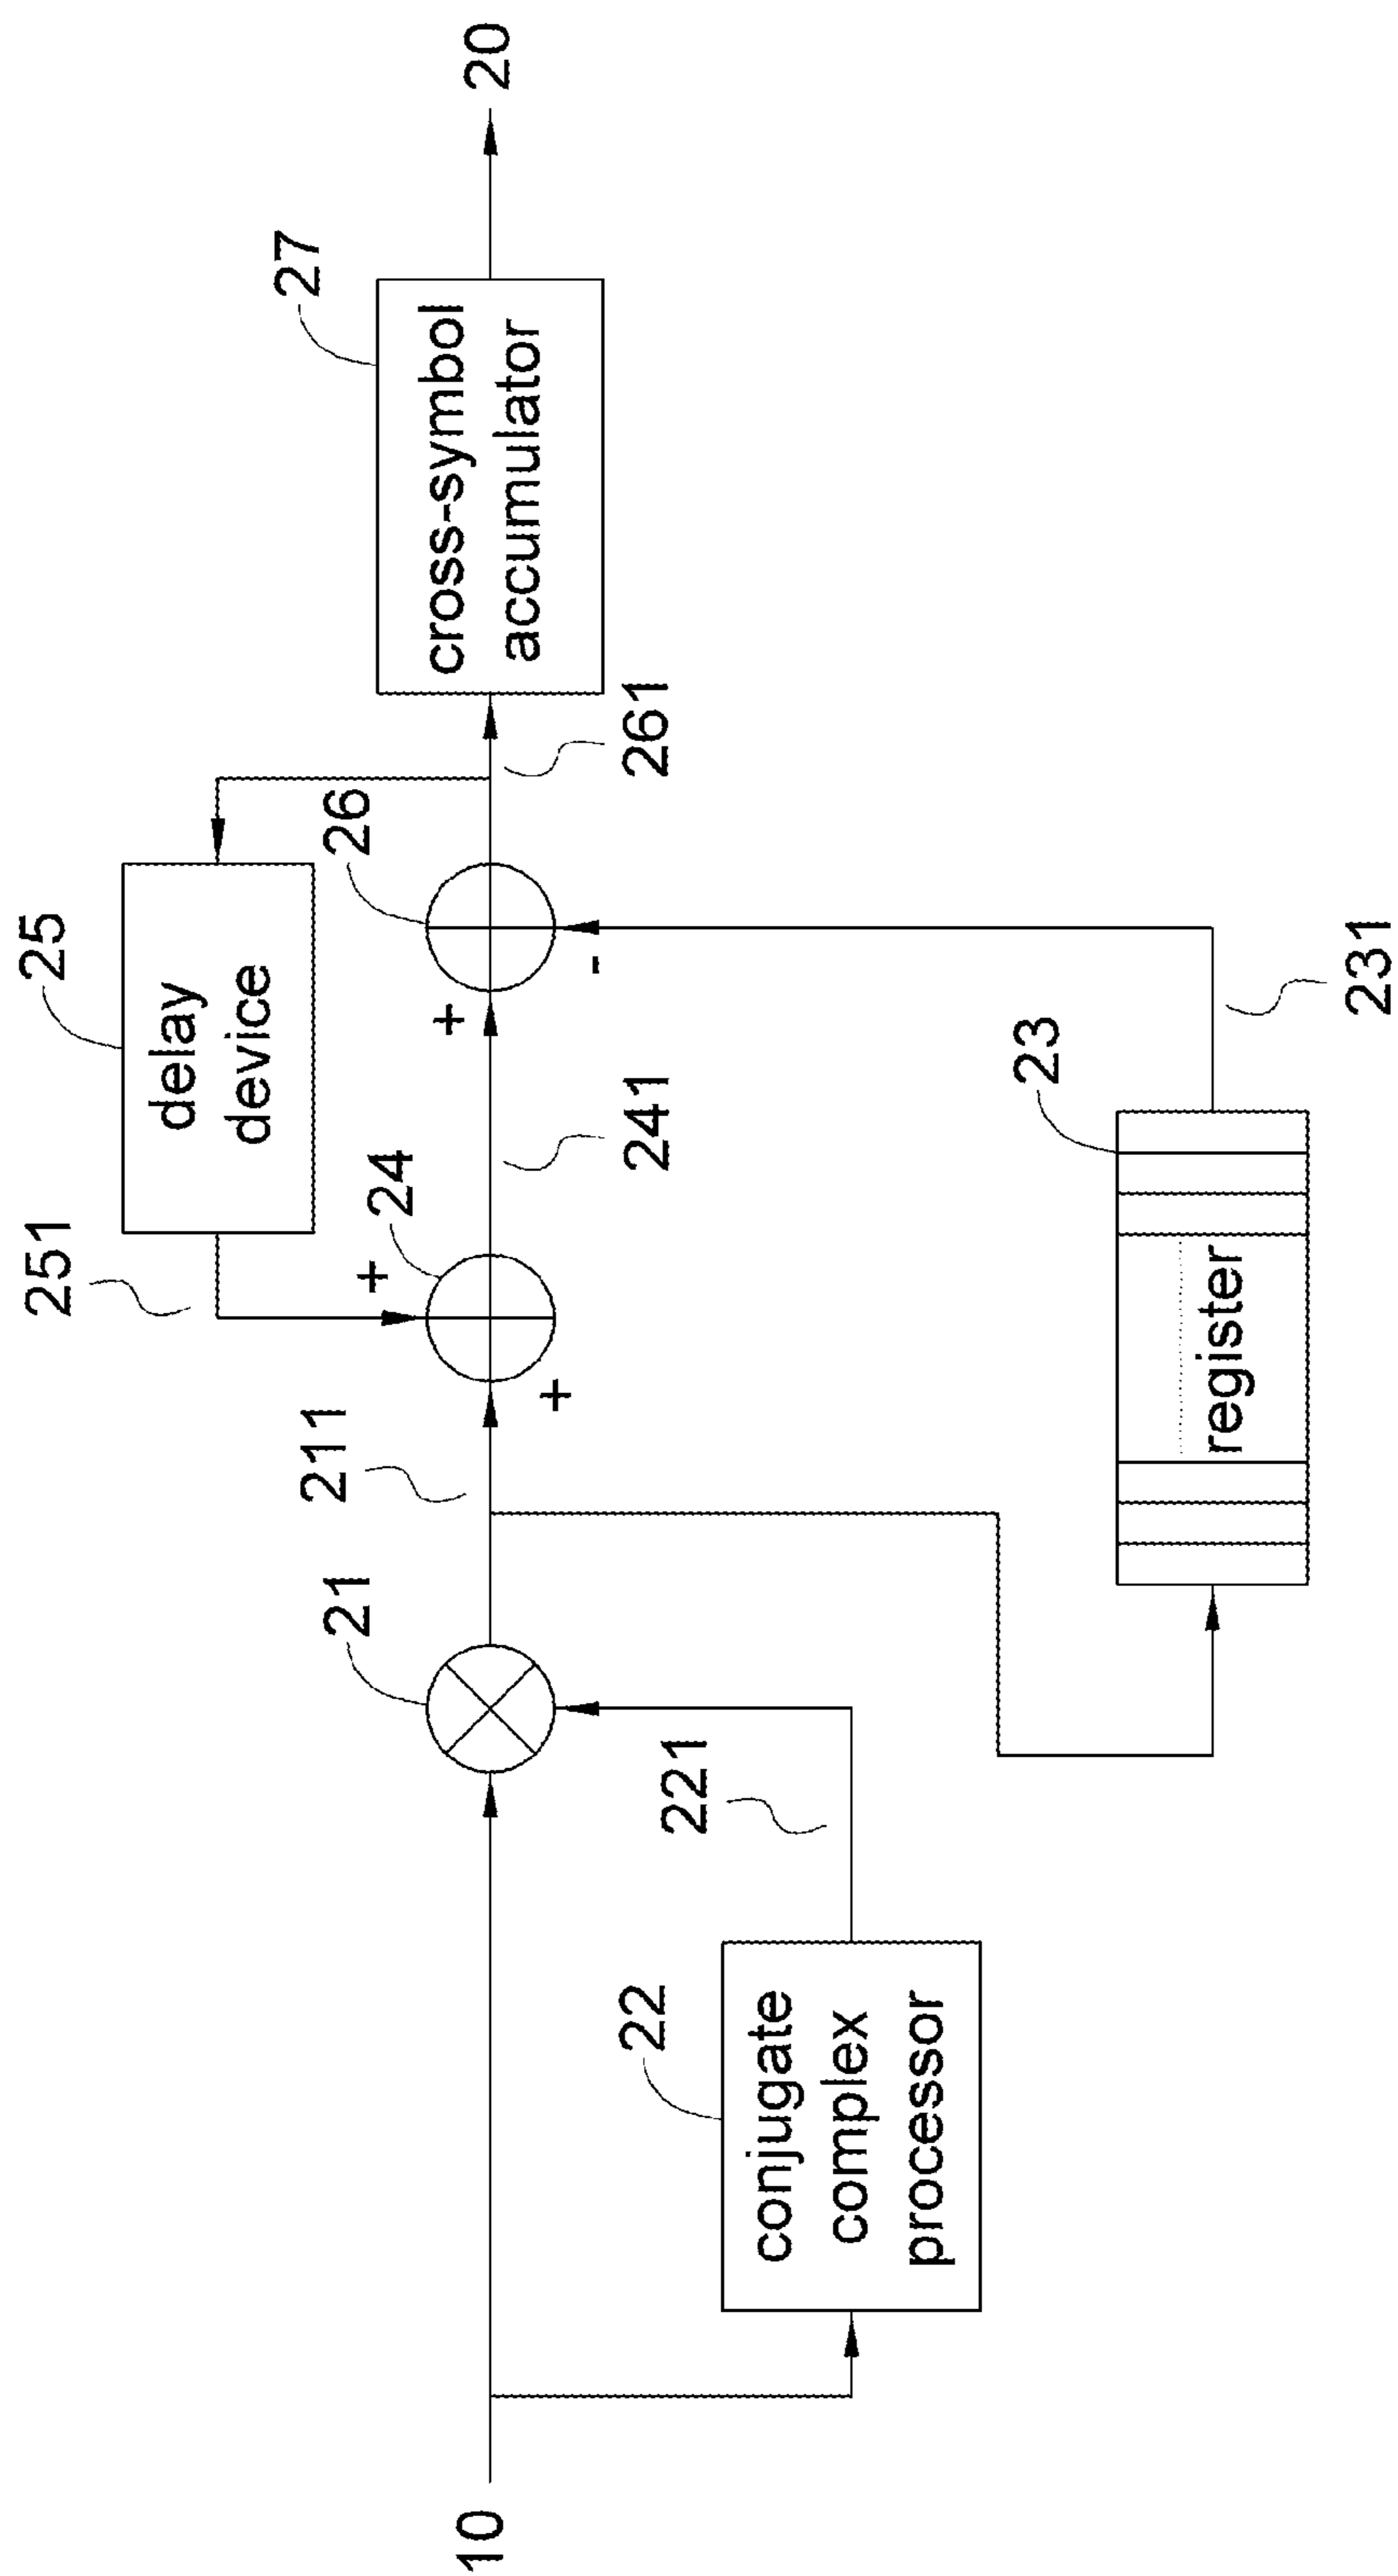 10
20
21
211
22
221
conjugate
complex
processor
23
231
register
24
241
+
+
25
251
delay
device
26
261
+
-
27
cross-symbol
accumulator